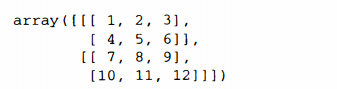 array([[[ 1, 2, 3],
[ 4, 5, 6]],
[[ 7, 8, 9],
[10, 11, 12]]])